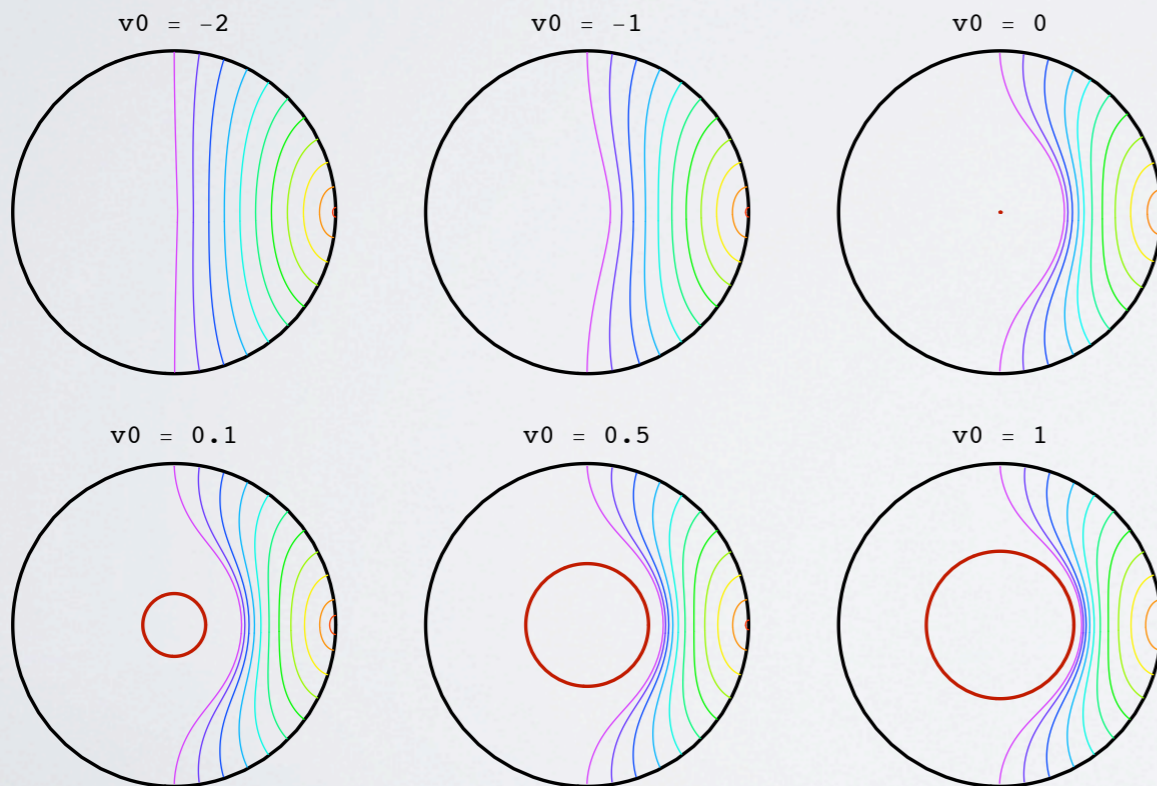 v0 = −2
v0 = −1
v0 = 0
v0 = 0.1
v0 = 0.5
v0 = 1